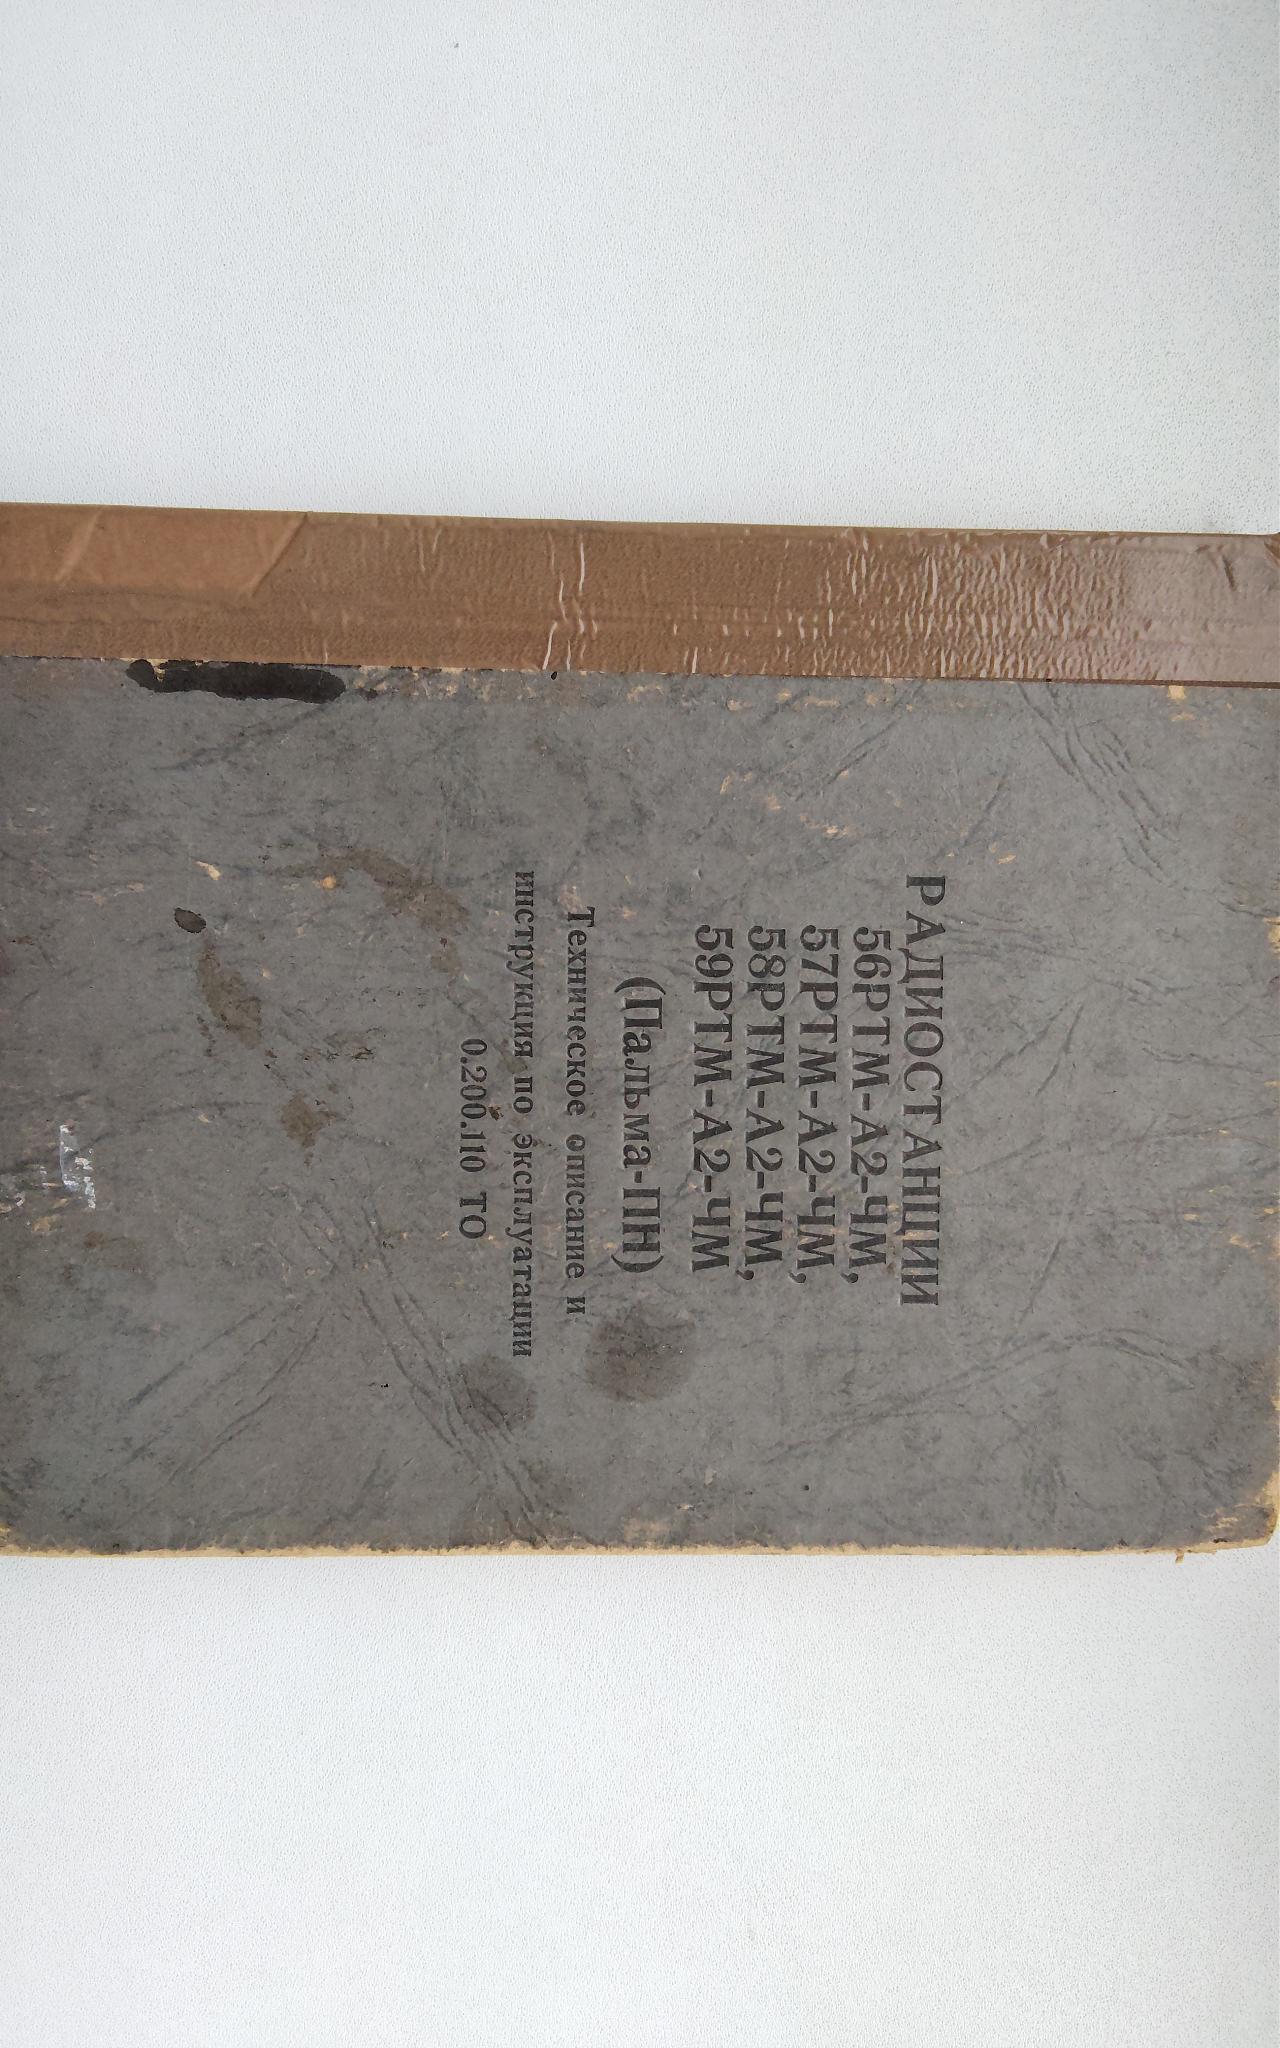 РАДИОСТАНЦИИ
56РТМ-А2-ЧМ,
57РТМ-А2-ЧМ,
58РТМ-А2-ЧМ,
59РТМ-А2-ЧМ
(Пальма-ПН)
Техническое описание и
инструкция по эксплуатации
0.200.110 ТО